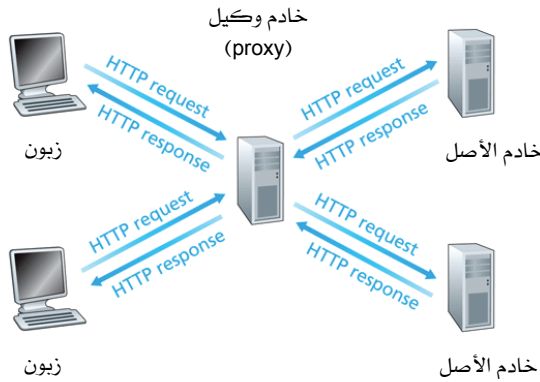 خادم وكيل
(proxy)
HTTP request
HTTP response
HTTP request
HTTP response
زبون
خادم الأصل
HTTP request
HTTP response
HTTP request
HTTP response
زبون
خادم الأصل